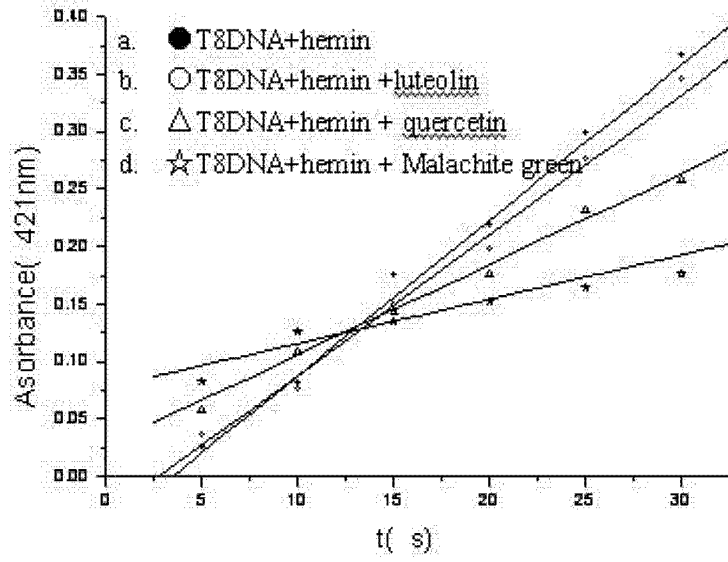 0.40
a. T8DNA+hemin
b. T8DNA+hemin +luteolin
c. T8DNA+hemin + quercetin
d. T8DNA+hemin + Malachite green
0.35
0.30
0.25
0.20
0.15
0.10
0.05
0.00
Asorbance( 421nm)
0 5 10 15 20 25 30
t( s)